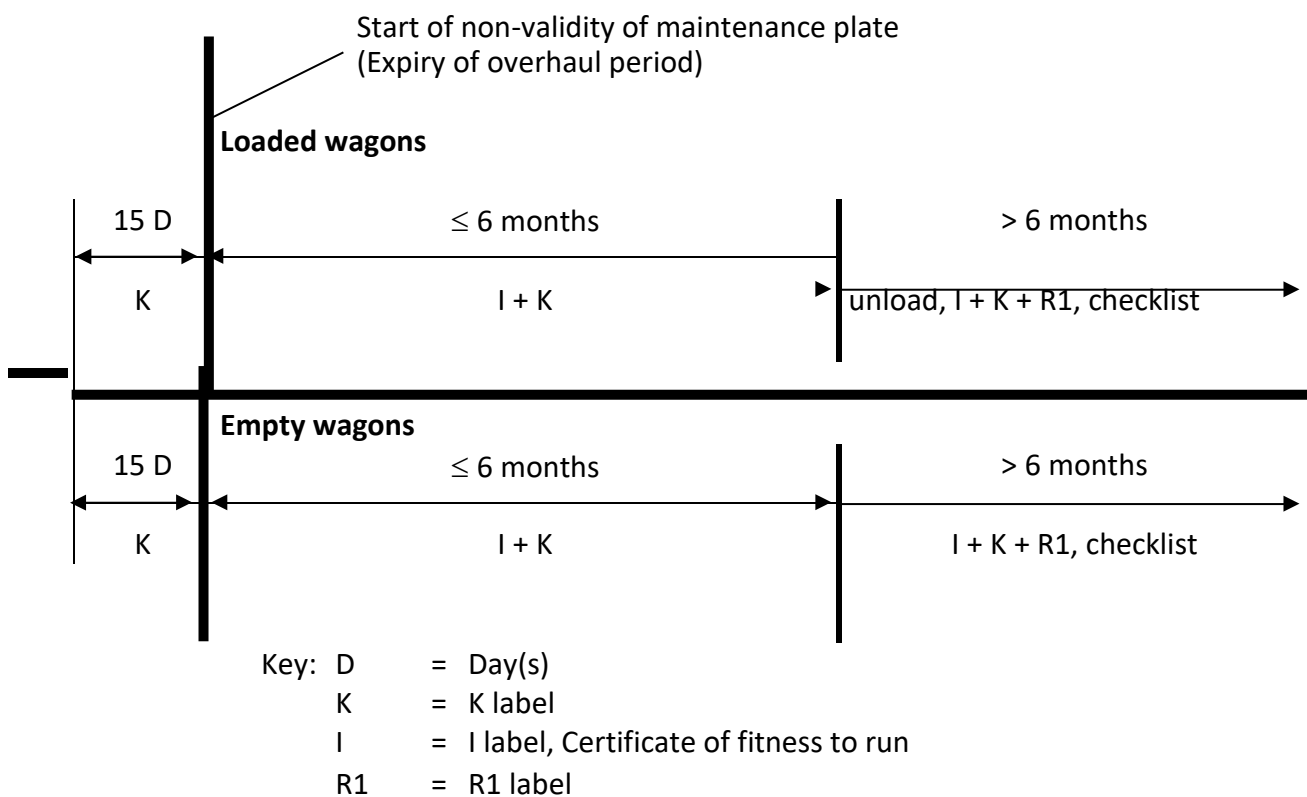 Start of non-validity of maintenance plate
(Expiry of overhaul period)
Loaded wagons
15 D ≤ 6 months > 6 months
K I + K unload, I + K + R1, checklist
Empty wagons
15 D ≤ 6 months > 6 months
K I + K I + K + R1, checklist
Key: D = Day(s)
K = K label
I = I label, Certificate of fitness to run
R1 = R1 label